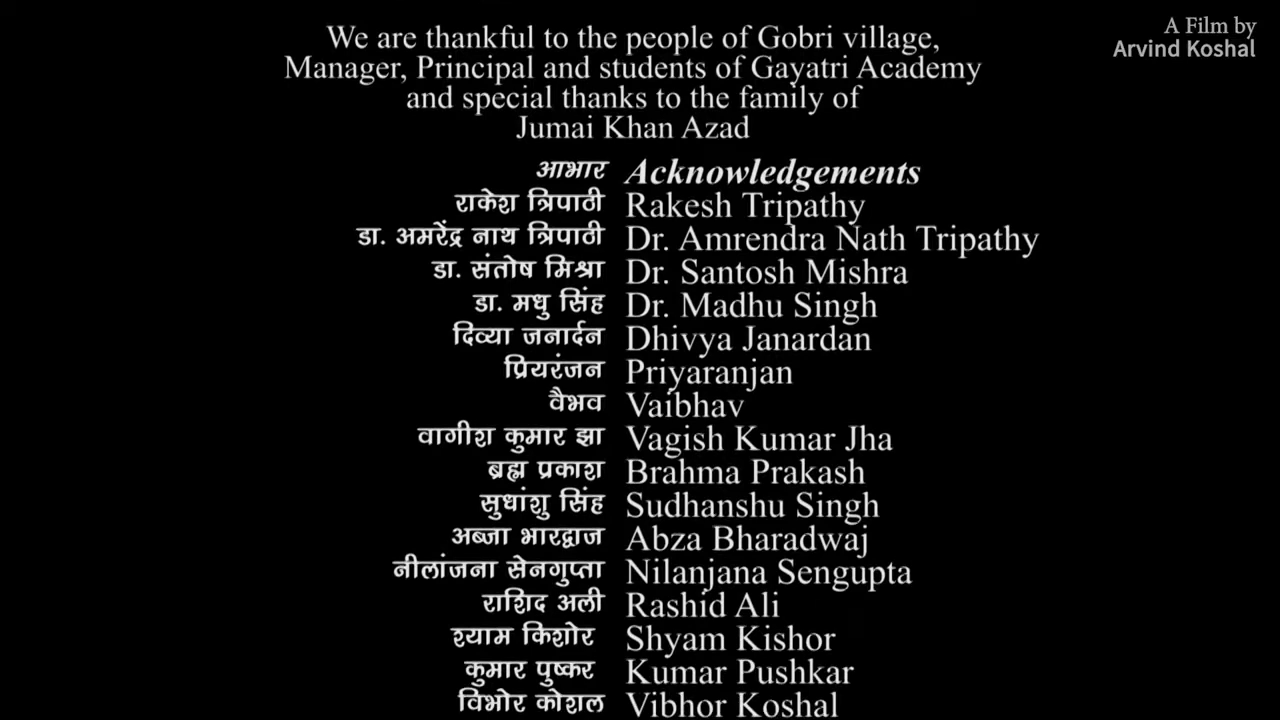 A Film by
Arvind Koshal
We are thankful to the people of Gobri village,
Manager, Principal and students of Gayatri Academy
and special thanks to the family of
Jumai Khan Azad
आभार Acknowledgements
राकेश त्रिपाठी Rakesh Tripathy
डा. अमरेंद्र नाथ त्रिपाठी Dr. Amrendra Nath Tripathy
डा. संतोष मिश्रा Dr. Santosh Mishra
डा. मधु सिंह Dr. Madhu Singh
दिव्या जनार्दन Dhivya Janardan
प्रियरंजन Priyaranjan
वैभव Vaibhav
वागीश कुमार झा Vagish Kumar Jha
ब्रह्म प्रकाश Brahma Prakash
सुधांशु सिंह Sudhanshu Singh
अब्जा भारद्वाज Abza Bharadwaj
नीलांजना सेनगुप्ता Nilanjana Sengupta
राशिद अली Rashid Ali
श्याम किशोर Shyam Kishor
कुमार पुष्कर Kumar Pushkar
विभोर कोशल Vibhor Koshal